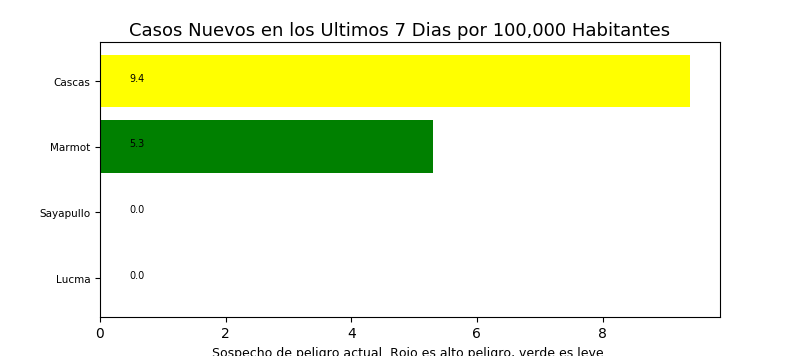 Casos Nuevos en los Ultimos 7 Dias por 100,000 Habitantes
Cascas 9.4
Marmot 5.3
Sayapullo 0.0
Lucma 0.0
0 2 4 6 8
Sospecho de peligro actual. Rojo es alto peligro, verde es leve